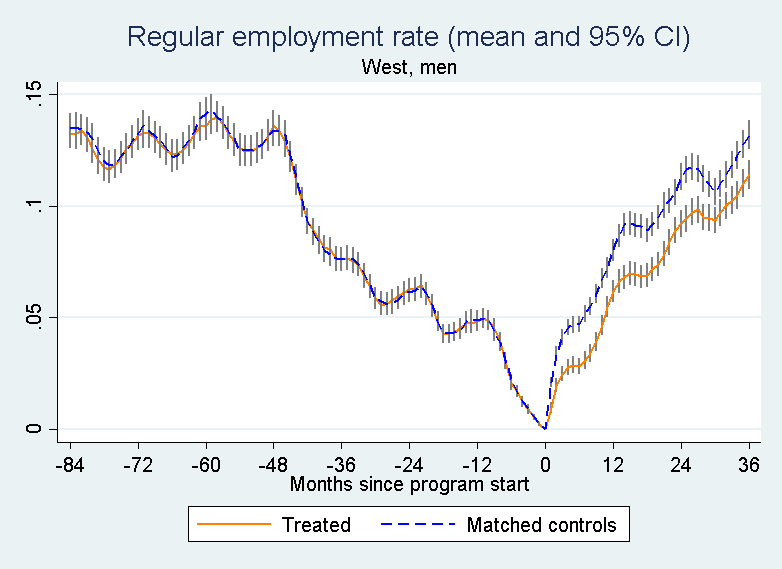 Regular employment rate (mean and 95% CI)
West, men
.15
.1
.05
0
-84 -72 -60 -48 -36 -24 -12 0 12 24 36
Months since program start
Treated Matched controls